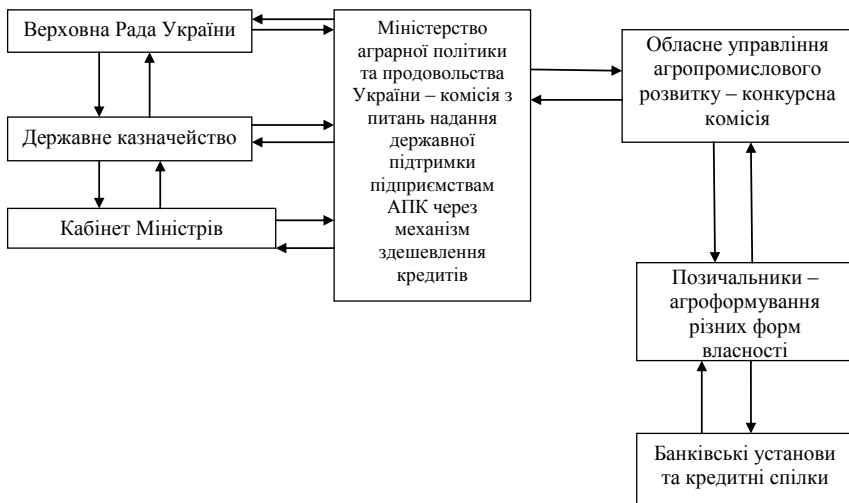 Верховна Рада України
Державне казначейство
Кабінет Міністрів
Міністерство
аграрної політики
та продовольства
України – комісія з
питань надання
державної
підтримки
підприємствам
АПК через
механізм
здешевлення
кредитів
Обласне управління
агропромислового
розвитку – конкурсна
комісія
Позичальники –
агроформування
різних форм
власності
Банківські установи
та кредитні спілки